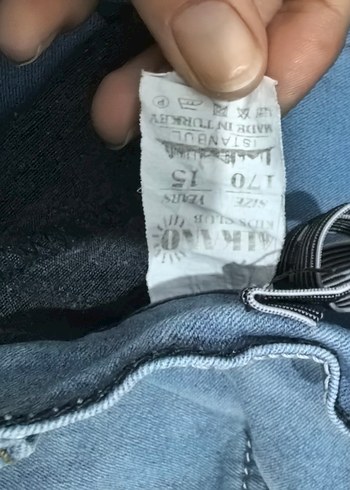 KIDS CLUB
SIZE YEARS
170 15
ISTANBUL
MADE IN TURKEY